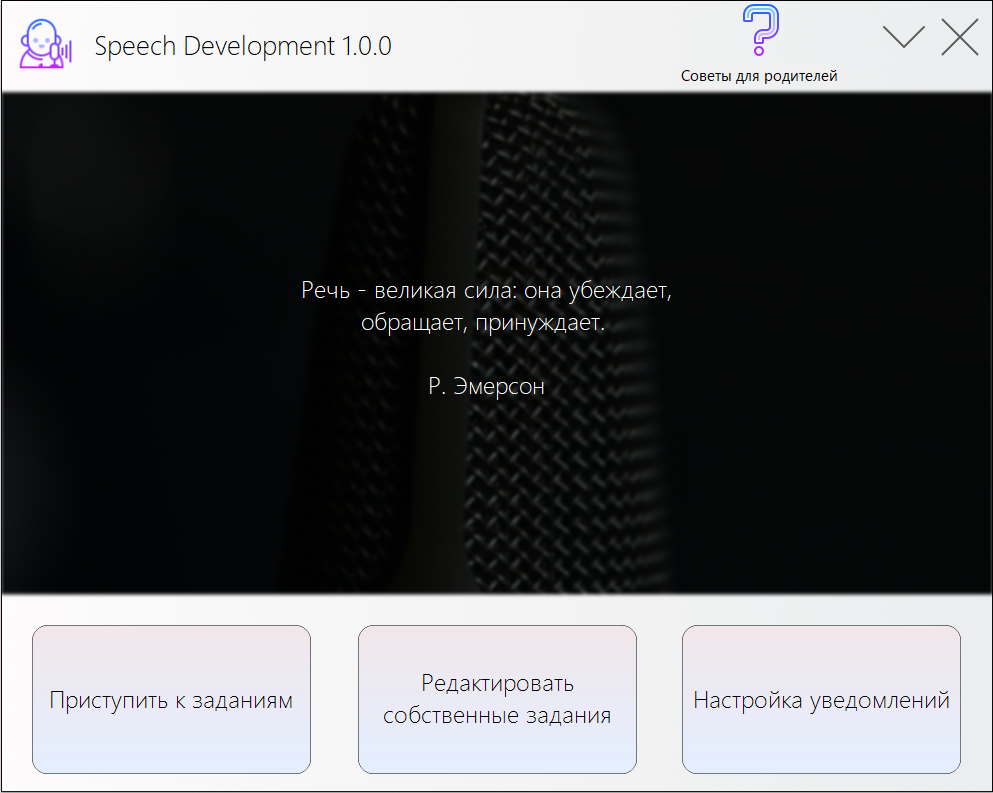 Speech Development 1.0.0
Советы для родителей
Речь - великая сила: она убеждает,
обращает, принуждает.
Р. Эмерсон
Приступить к заданиям
Редактировать
собственные задания
Настройка уведомлений